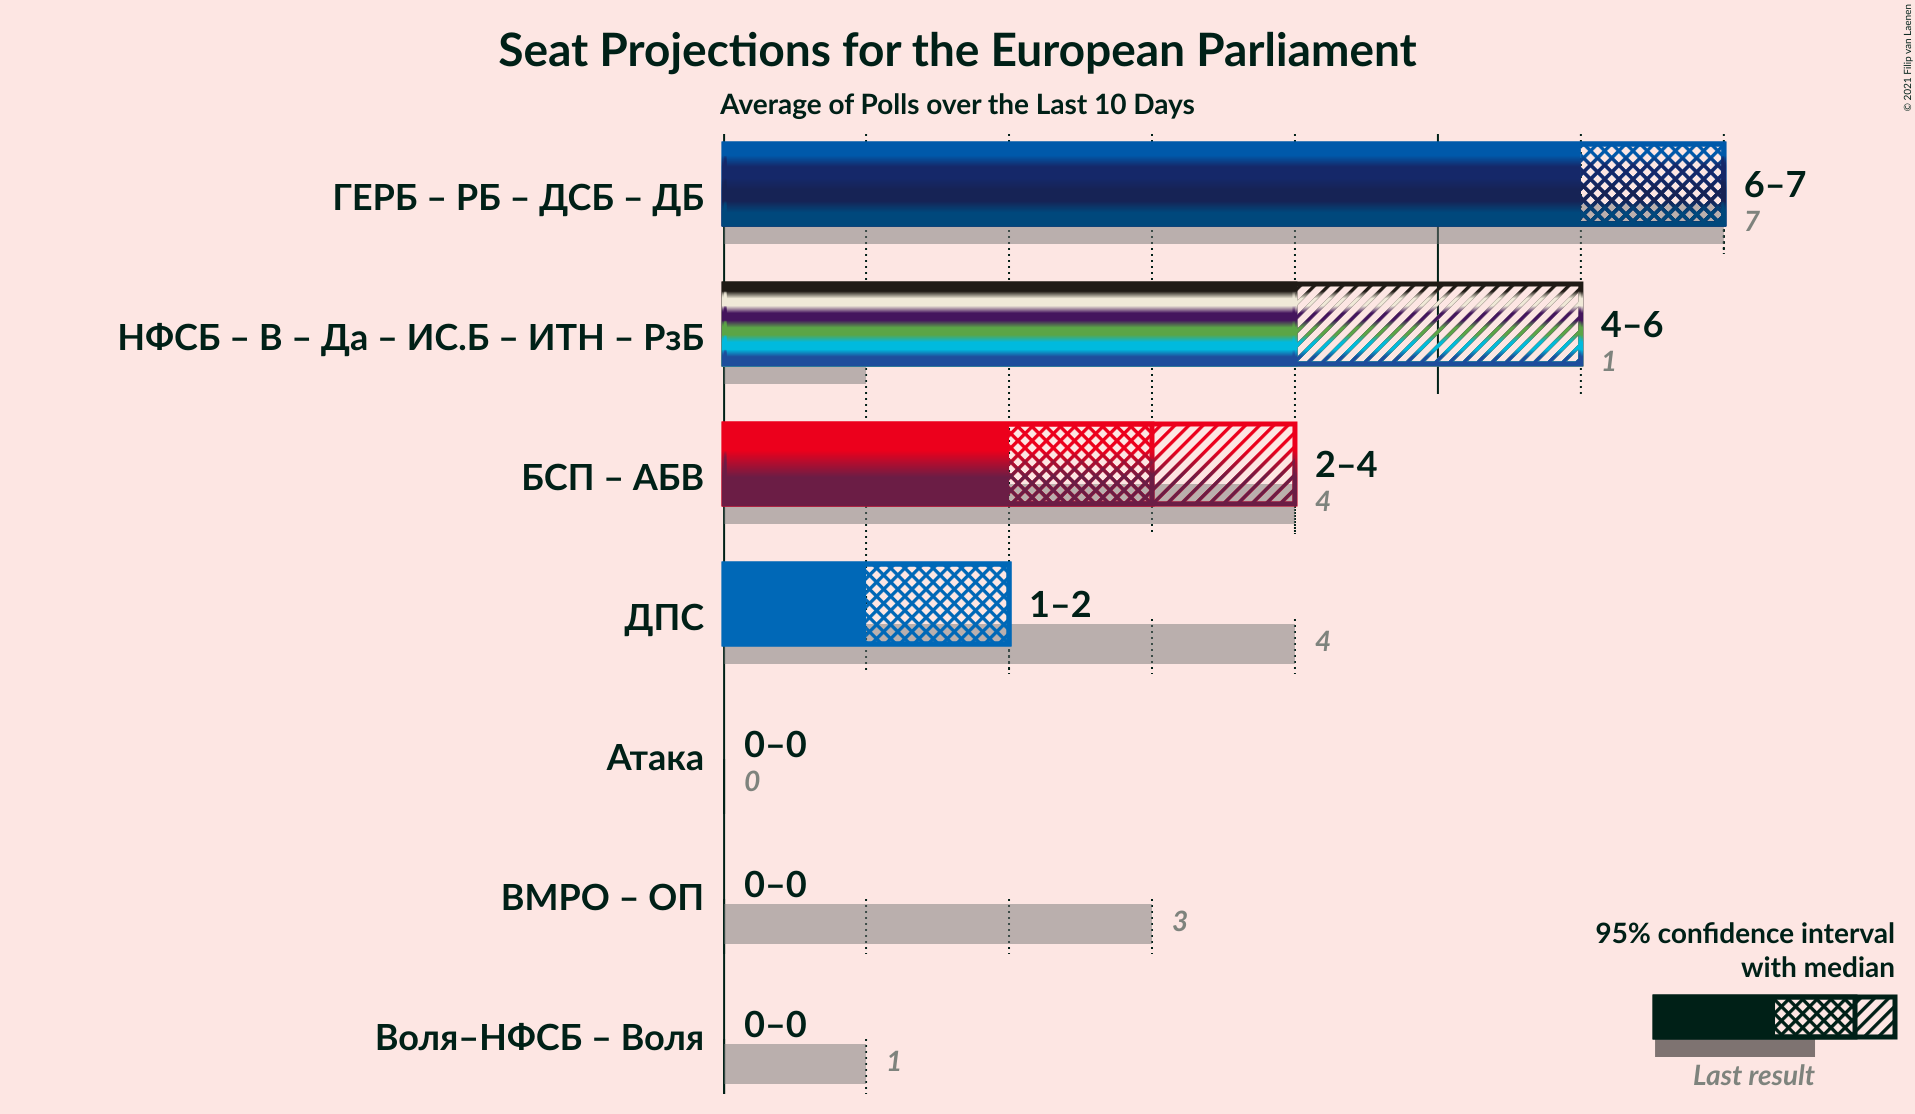 Seat Projections for the European Parliament
Average of Polls over the Last 10 Days
© 2021 Filip van Laenen
ГЕРБ – РБ – ДСБ – ДБ
6–7
7
НФСБ – В – Да – ИС.Б – ИТН – РзБ
4–6
1
БСП – АБВ
2–4
4
ДПС
1–2
4
Атака
0–0
0
ВМРО – ОП
0–0
3
Воля–НФСБ – Воля
0–0
1
95% confidence interval
with median
Last result